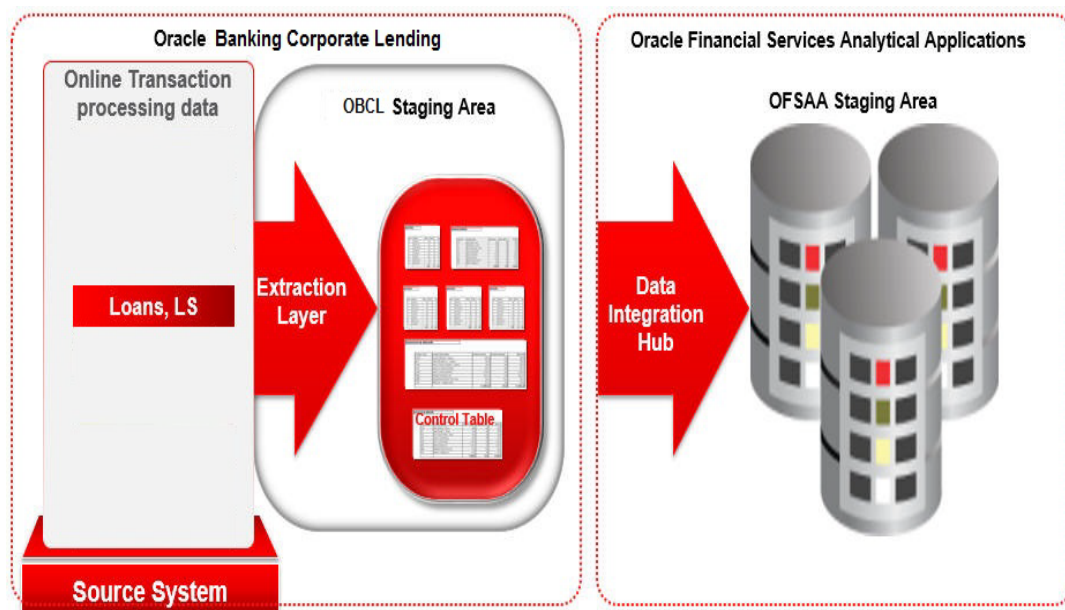 Oracle Banking Corporate Lending
Online Transaction
processing data
OBCL Staging Area
Loans, LS
Extraction
Layer
Control Table
Source System
Oracle Financial Services Analytical Applications
OFSAA Staging Area
Data
Integration
Hub